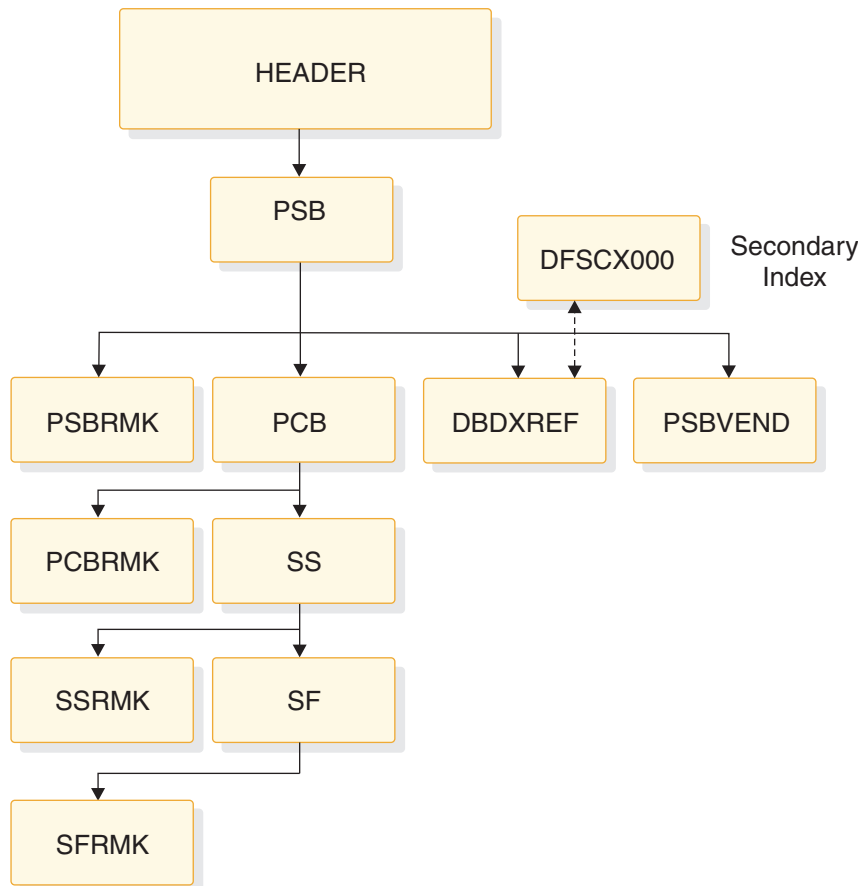 HEADER
PSB
DFSCX000
Secondary
Index
PSBRMK
PCB
DBDXREF
PSBVEND
PCBRMK
SS
SSRMK
SF
SFRMK